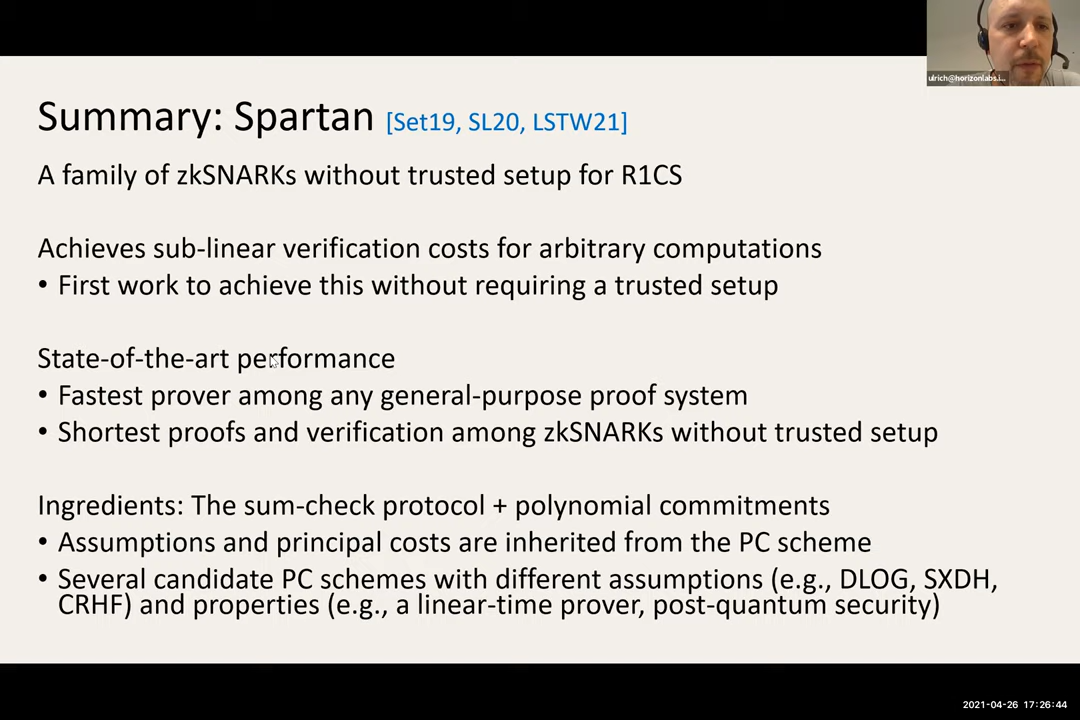 ulrich@horizonlabs.i...
Summary: Spartan [Set19, SL20, LSTW21]
A family of zkSNARKs without trusted setup for R1CS
Achieves sub-linear verification costs for arbitrary computations
• First work to achieve this without requiring a trusted setup
State-of-the-art performance
• Fastest prover among any general-purpose proof system
• Shortest proofs and verification among zkSNARKs without trusted setup
Ingredients: The sum-check protocol + polynomial commitments
• Assumptions and principal costs are inherited from the PC scheme
• Several candidate PC schemes with different assumptions (e.g., DLOG, SXDH,
CRHF) and properties (e.g., a linear-time prover, post-quantum security)
2021-04-26 17:26:44